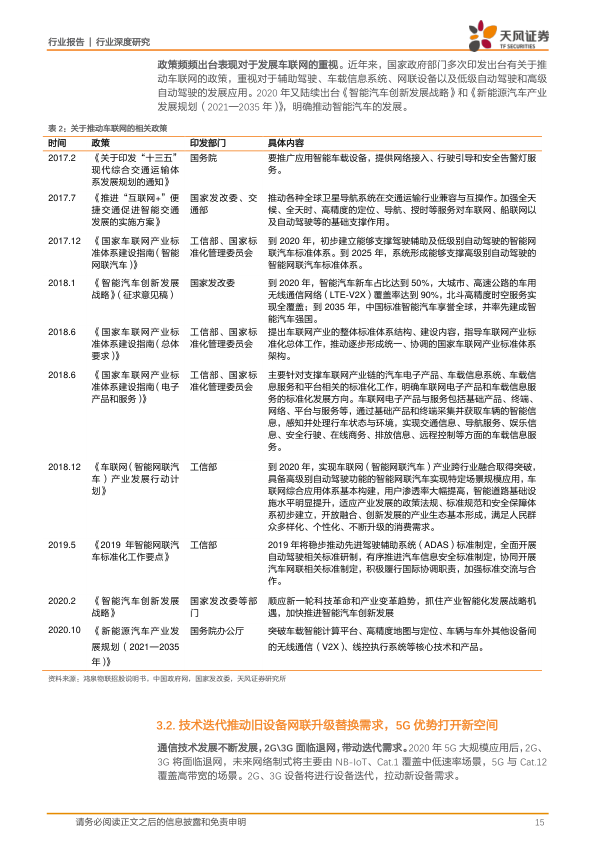 行业报告 | 行业深度研究
天风证券
TF SECURITIES
政策频频出台表现对于发展车联网的重视。近年来，国家政府部门多次印发出台有关于推
动车联网的政策，重视对于辅助驾驶、车载信息系统、网联设备以及低级自动驾驶和高级
自动驾驶的发展应用。2020 年又陆续出台《智能汽车创新发展战略》和《新能源汽车产业
发展规划（2021—2035 年）》，明确推动智能汽车的发展。
表 2：关于推动车联网的相关政策
时间 政策 印发部门 具体内容
2017.2 《关于印发“十三五” 国务院 要推广应用智能车载设备，提供网络接入、行驶引导和安全告警灯服
现代综合交通运输体 务。
系发展规划的通知》
2017.7 《推进“互联网+”便 国家发改委、交 推动各种全球卫星导航系统在交通运输行业兼容与互操作。加强全天
捷交通促进智能交通 通部 候、全天时、高精度的定位、导航、授时等服务对车联网、船联网以
发展的实施方案》 及自动驾驶等的基础支撑作用。
2017.12 《国家车联网产业标 工信部、国家标 到 2020 年，初步建立能够支撑驾驶辅助及低级别自动驾驶的智能网
准体系建设指南（智能 准化管理委员会 联汽车标准体系。到 2025 年，系统形成能够支撑高级别自动驾驶的
网联汽车）》 智能网联汽车标准体系。
2018.1 《智能汽车创新发展 国家发改委 到 2020 年，智能汽车新车占比达到 50%，大城市、高速公路的车用
战略》（征求意见稿） 无线通信网络（LTE-V2X）覆盖率达到 90%，北斗高精度时空服务实
现全覆盖；到 2035 年，中国标准智能汽车享誉全球，并率先建成智
能汽车强国。
2018.6 《国家车联网产业标 工信部、国家标 提出车联网产业的整体标准体系结构、建设内容，指导车联网产业标
准体系建设指南（总体 准化管理委员会 准化总体工作，推动逐步形成统一、协调的国家车联网产业标准体系
要求）》 架构。
2018.6 《国家车联网产业标 工信部、国家标 主要针对支撑车联网产业链的汽车电子产品、车载信息系统、车载信
准体系建设指南（电子 准化管理委员会 息服务和平台相关的标准化工作，明确车联网电子产品和车载信息服
产品和服务）》 务的标准化发展方向。车联网电子产品与服务包括基础产品、终端、
网络、平台与服务等，通过基础产品和终端采集并获取车辆的智能信
息，感知并处理行车状态与环境，实现交通信息、导航服务、娱乐信
息、安全行驶、在线商务、排放信息、远程控制等方面的车载信息服
务。
2018.12 《车联网（智能网联汽 工信部 到 2020 年，实现车联网（智能网联汽车）产业跨行业融合取得突破，
车）产业发展行动计 具备高级别自动驾驶功能的智能网联汽车实现特定场景规模应用，车
划》 联网综合应用体系基本构建，用户渗透率大幅提高，智能道路基础设
施水平明显提升，适应产业发展的政策法规、标准规范和安全保障体
系初步建立，开放融合、创新发展的产业生态基本形成，满足人民群
众多样化、个性化、不断升级的消费需求。
2019.5 《2019 年智能网联汽 工信部 2019 年将稳步推动先进驾驶辅助系统（ADAS）标准制定，全面开展
车标准化工作要点》 自动驾驶相关标准研制，有序推进汽车信息安全标准制定，协同开展
汽车网联相关标准制定，积极履行国际协调职责，加强标准交流与合
作。
2020.2 《智能汽车创新发展 国家发改委等部 顺应新一轮科技革命和产业变革趋势，抓住产业智能化发展战略机
战略》 门 遇，加快推进智能汽车创新发展
2020.10 《新能源汽车产业发 国务院办公厅 突破车载智能计算平台、高精度地图与定位、车辆与车外其他设备间
展规划（2021—2035 的无线通信（V2X）、线控执行系统等核心技术和产品。
年）》
资料来源：鸿泉物联招股说明书，中国政府网，国家发改委，天风证券研究所
3.2. 技术迭代推动旧设备网联升级替换需求，5G 优势打开新空间
通信技术发展不断发展，2G\3G 面临退网，带动迭代需求。2020 年 5G 大规模应用后，2G、
3G 将面临退网，未来网络制式将主要由 NB-IoT、Cat.1 覆盖中低速率场景，5G 与 Cat.12
覆盖高带宽的场景。2G、3G 设备将进行设备迭代，拉动新设备需求。
请务必阅读正文之后的信息披露和免责申明
15